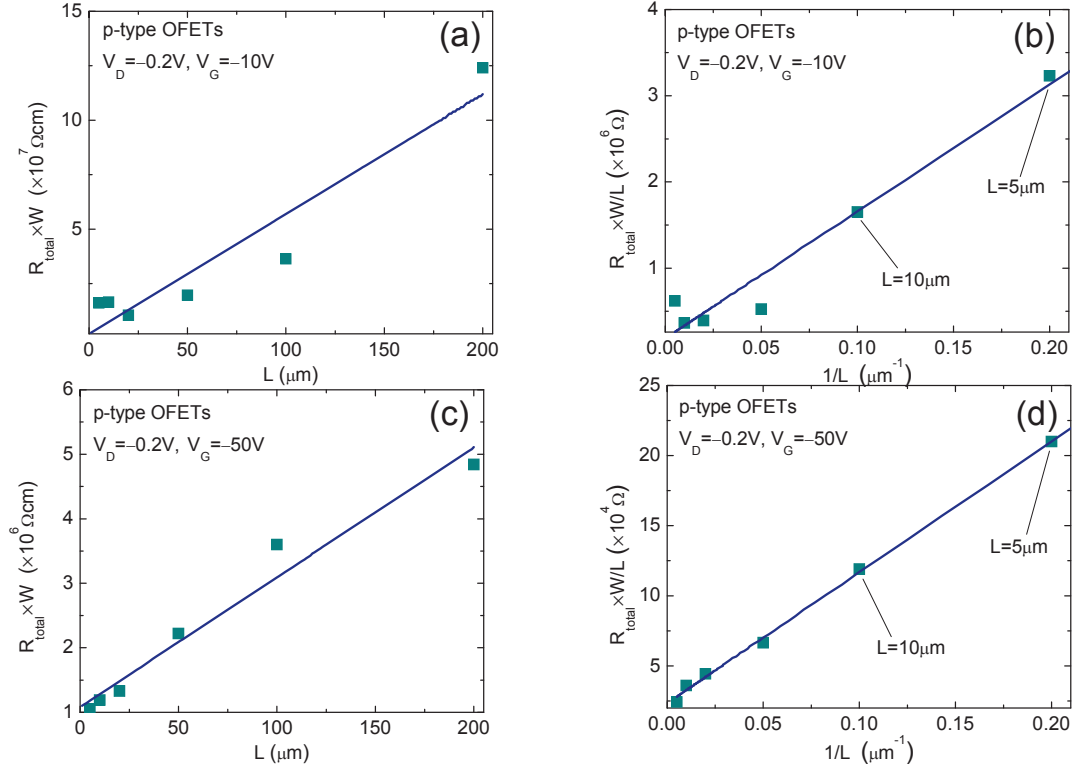 (a)
p-type OFETs
V_D=−0.2V, V_G=−10V
R_total×W (×10^7 Ωcm)
15
10
5
0
50
100
150
200
L (μm)
(b)
p-type OFETs
V_D=−0.2V, V_G=−10V
R_total×W/L (×10^6 Ω)
4
3
2
1
L=5μm
L=10μm
0.00
0.05
0.10
0.15
0.20
1/L (μm^-1)
(c)
p-type OFETs
V_D=−0.2V, V_G=−50V
R_total×W (×10^6 Ωcm)
6
5
4
3
2
1
0
50
100
150
200
L (μm)
(d)
p-type OFETs
V_D=−0.2V, V_G=−50V
R_total×W/L (×10^4 Ω)
25
20
15
10
5
L=5μm
L=10μm
0.00
0.05
0.10
0.15
0.20
1/L (μm^-1)